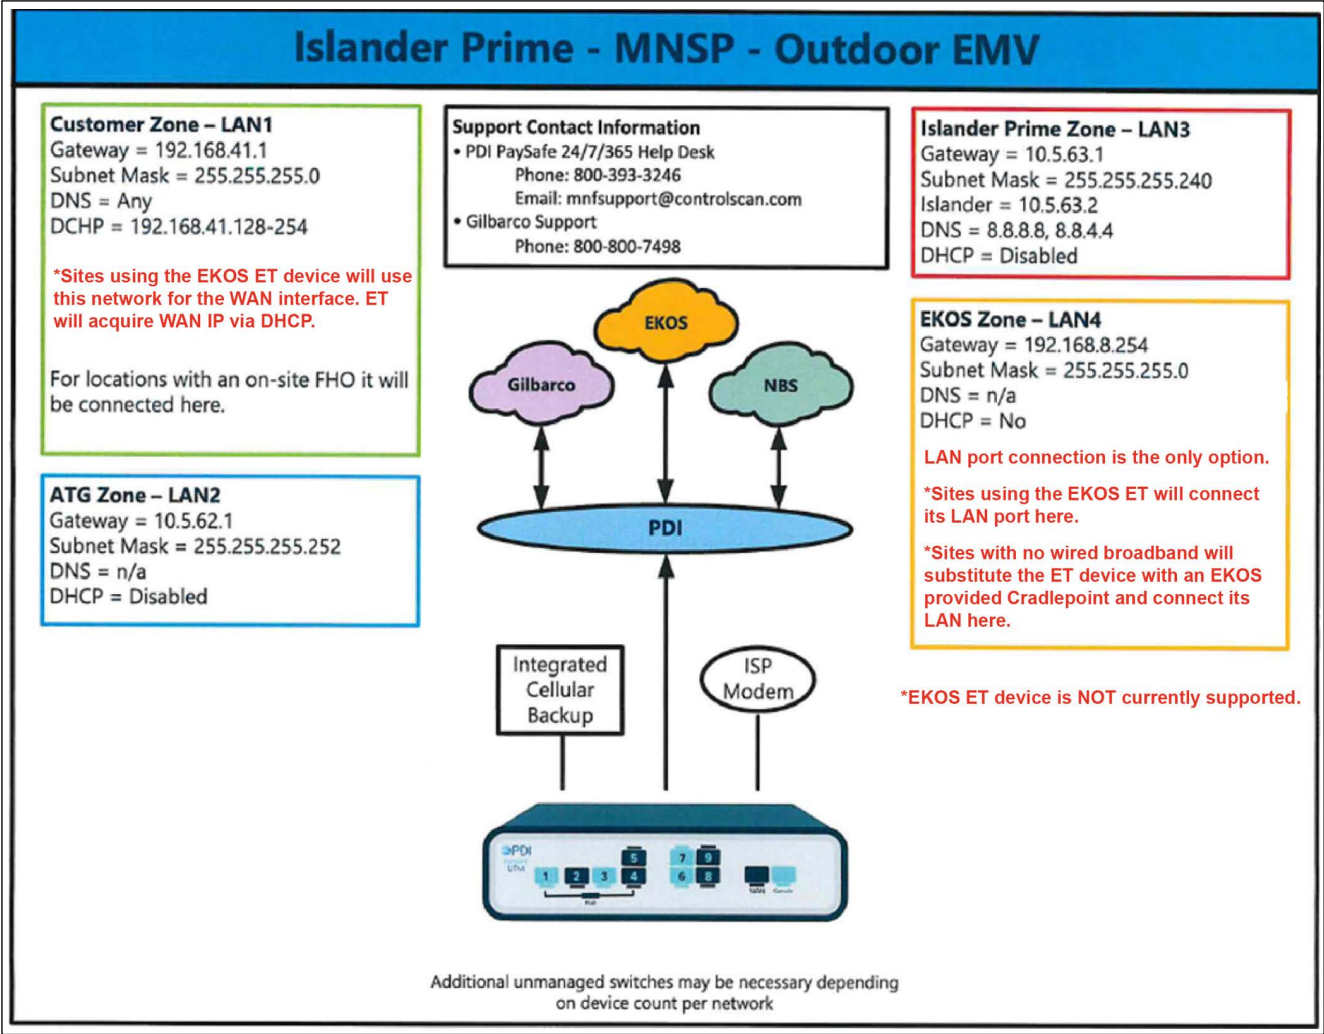 Islander Prime - MNSP - Outdoor EMV
Customer Zone – LAN1
Gateway = 192.168.41.1
Subnet Mask = 255.255.255.0
DNS = Any
DCHP = 192.168.41.128-254
*Sites using the EKOS ET device will use
this network for the WAN interface. ET
will acquire WAN IP via DHCP.
For locations with an on-site FHO it will
be connected here.
ATG Zone – LAN2
Gateway = 10.5.62.1
Subnet Mask = 255.255.255.252
DNS = n/a
DHCP = Disabled
Support Contact Information
• PDI PaySafe 24/7/365 Help Desk
Phone: 800-393-3246
Email: mnfsupport@controlscan.com
• Gilbarco Support
Phone: 800-800-7498
EKOS
Gilbarco
NBS
PDI
Integrated
Cellular
Backup
ISP
Modem
Islander Prime Zone – LAN3
Gateway = 10.5.63.1
Subnet Mask = 255.255.255.240
Islander = 10.5.63.2
DNS = 8.8.8.8, 8.8.4.4
DHCP = Disabled
EKOS Zone – LAN4
Gateway = 192.168.8.254
Subnet Mask = 255.255.255.0
DNS = n/a
DHCP = No
LAN port connection is the only option.
*Sites using the EKOS ET will connect
its LAN port here.
*Sites with no wired broadband will
substitute the ET device with an EKOS
provided Cradlepoint and connect its
LAN here.
*EKOS ET device is NOT currently supported.
PDI
UTM
5 7 9
1 2 3 4 6 8
Additional unmanaged switches may be necessary depending
on device count per network